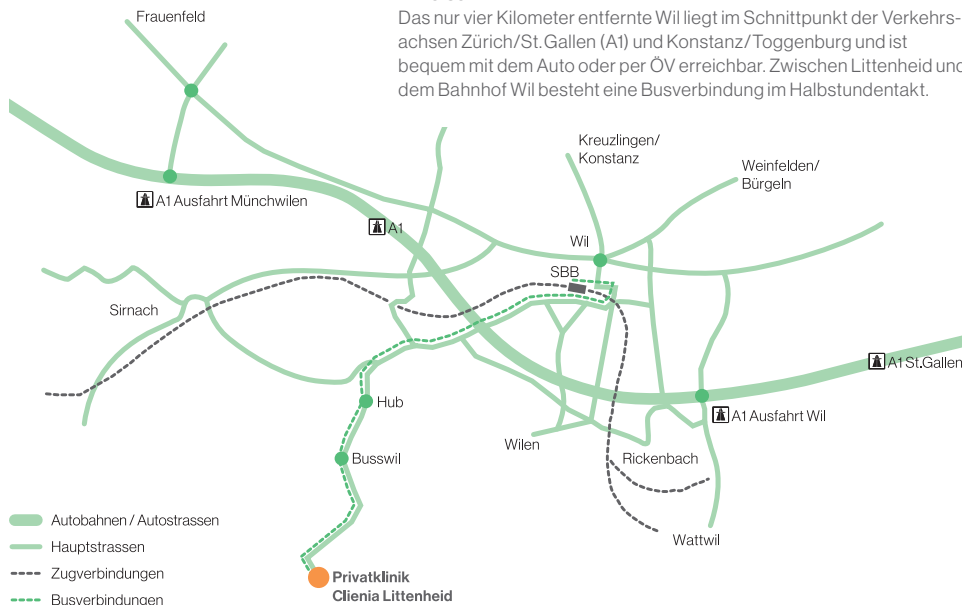 Frauenfeld
Das nur vier Kilometer entfernte Wil liegt im Schnittpunkt der Verkehrs-
achsen Zürich/St. Gallen (A1) und Konstanz/Toggenburg und ist
bequem mit dem Auto oder per ÖV erreichbar. Zwischen Littenheid und
dem Bahnhof Wil besteht eine Busverbindung im Halbstundentakt.
Kreuzlingen/
Konstanz
Weinfelden/
Bürgeln
A1 Ausfahrt Münchwilen
A1
Wil
SBB
Sirnach
A1 St.Gallen
Hub
A1 Ausfahrt Wil
Wilen
Busswil
Rickenbach
Wattwil
Autobahnen / Autostrassen
Hauptstrassen
Zugverbindungen
Busverbindungen
Privatklinik
Clienia Littenheid